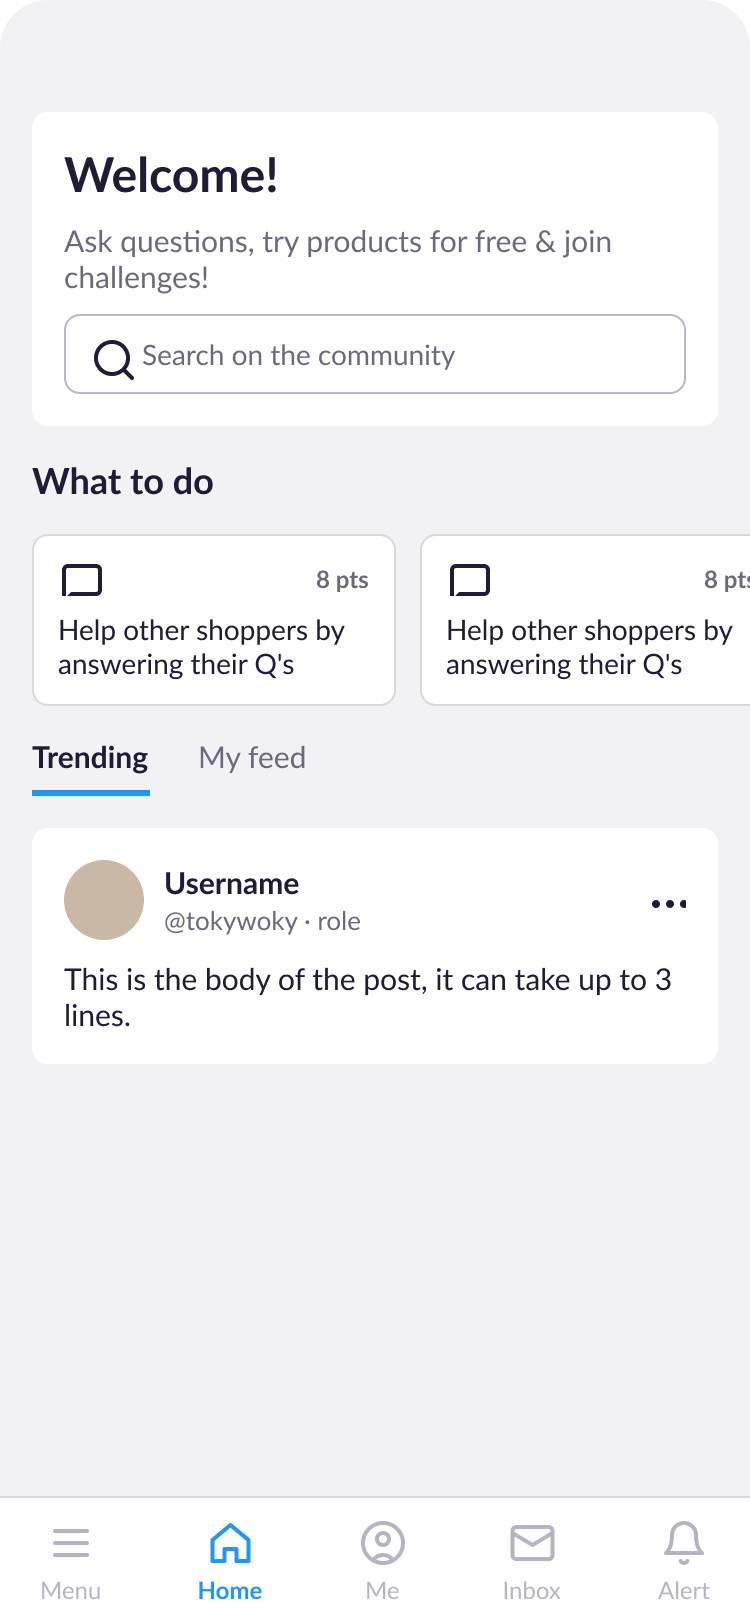 Welcome!
Ask questions, try products for free & join
challenges!
Search on the community
What to do
8 pts
Help other shoppers by
answering their Q's
8 pts
Help other shoppers by
answering their Q's
Trending
My feed
Username
@tokywoky · role
This is the body of the post, it can take up to 3
lines.
Menu
Home
Me
Inbox
Alert